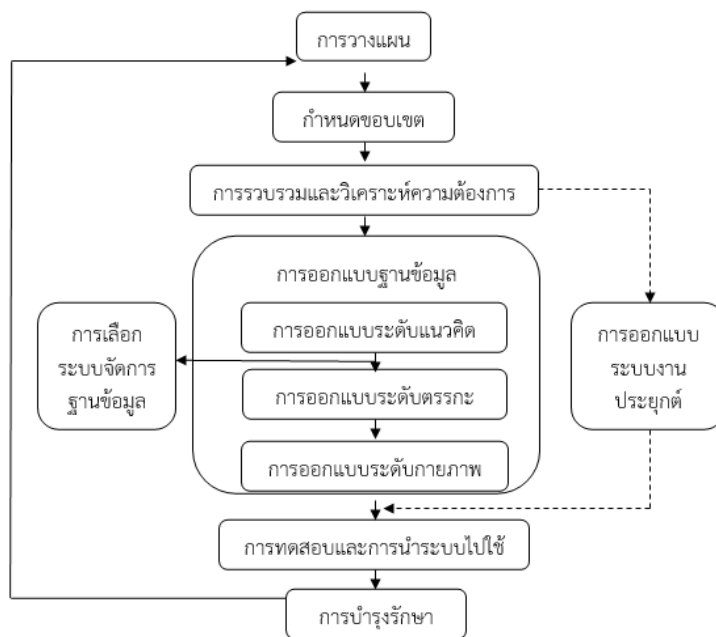 การวางแผน
กำหนดขอบเขต
การรวบรวมและวิเคราะห์ความต้องการ
การออกแบบฐานข้อมูล
การออกแบบระดับแนวคิด
การเลือก
ระบบจัดการ
ฐานข้อมูล
การออกแบบ
ระบบงาน
ประยุกต์
การออกแบบระดับตรรกะ
การออกแบบระดับกายภาพ
การทดสอบและการนำระบบไปใช้
การบำรุงรักษา